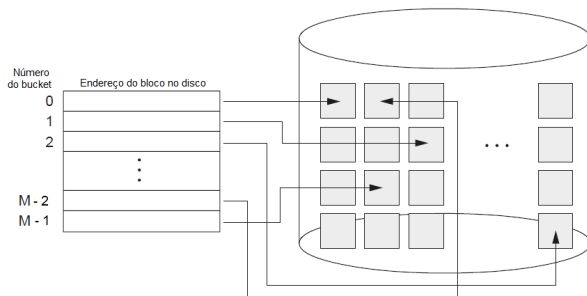 Número
do bucket
Endereço do bloco no disco
0
1
2
M - 2
M - 1